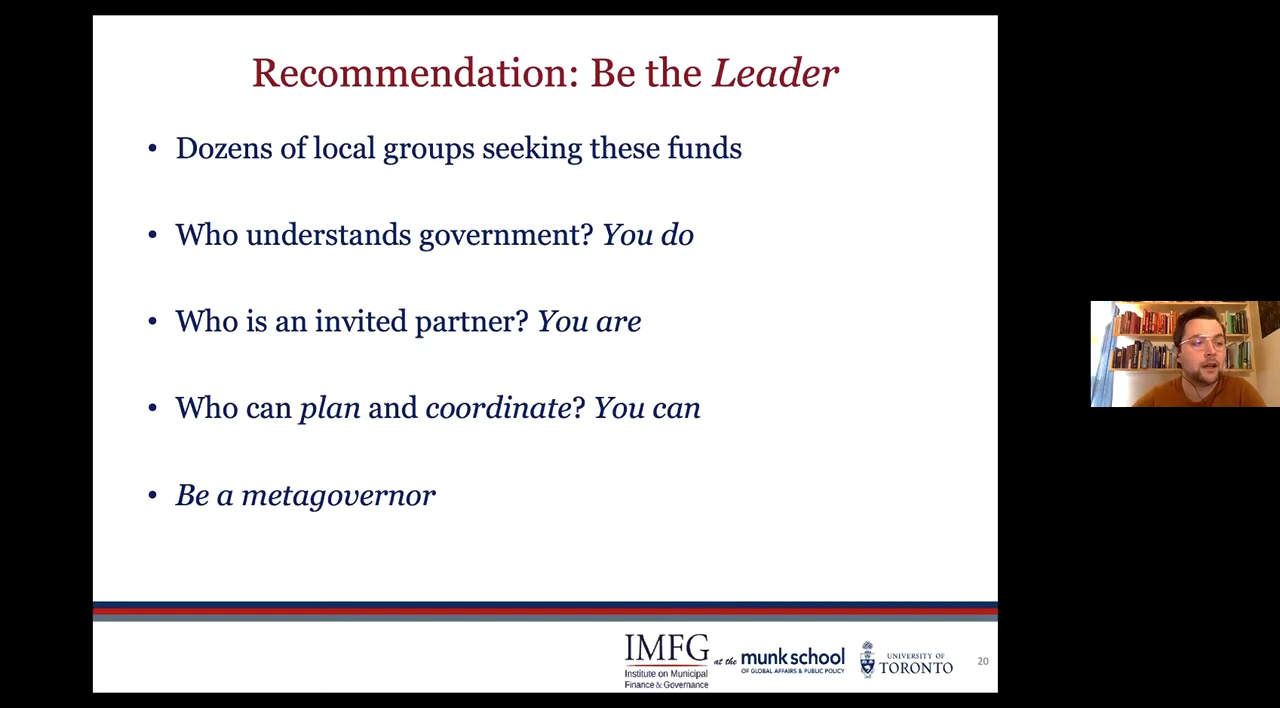 Recommendation: Be the Leader
• Dozens of local groups seeking these funds
• Who understands government? You do
• Who is an invited partner? You are
• Who can plan and coordinate? You can
• Be a metagovernor
IMFG
Institute on Municipal
Finance & Governance
at the
munk school
OF GLOBAL AFFAIRS & PUBLIC POLICY
UNIVERSITY OF
TORONTO
20